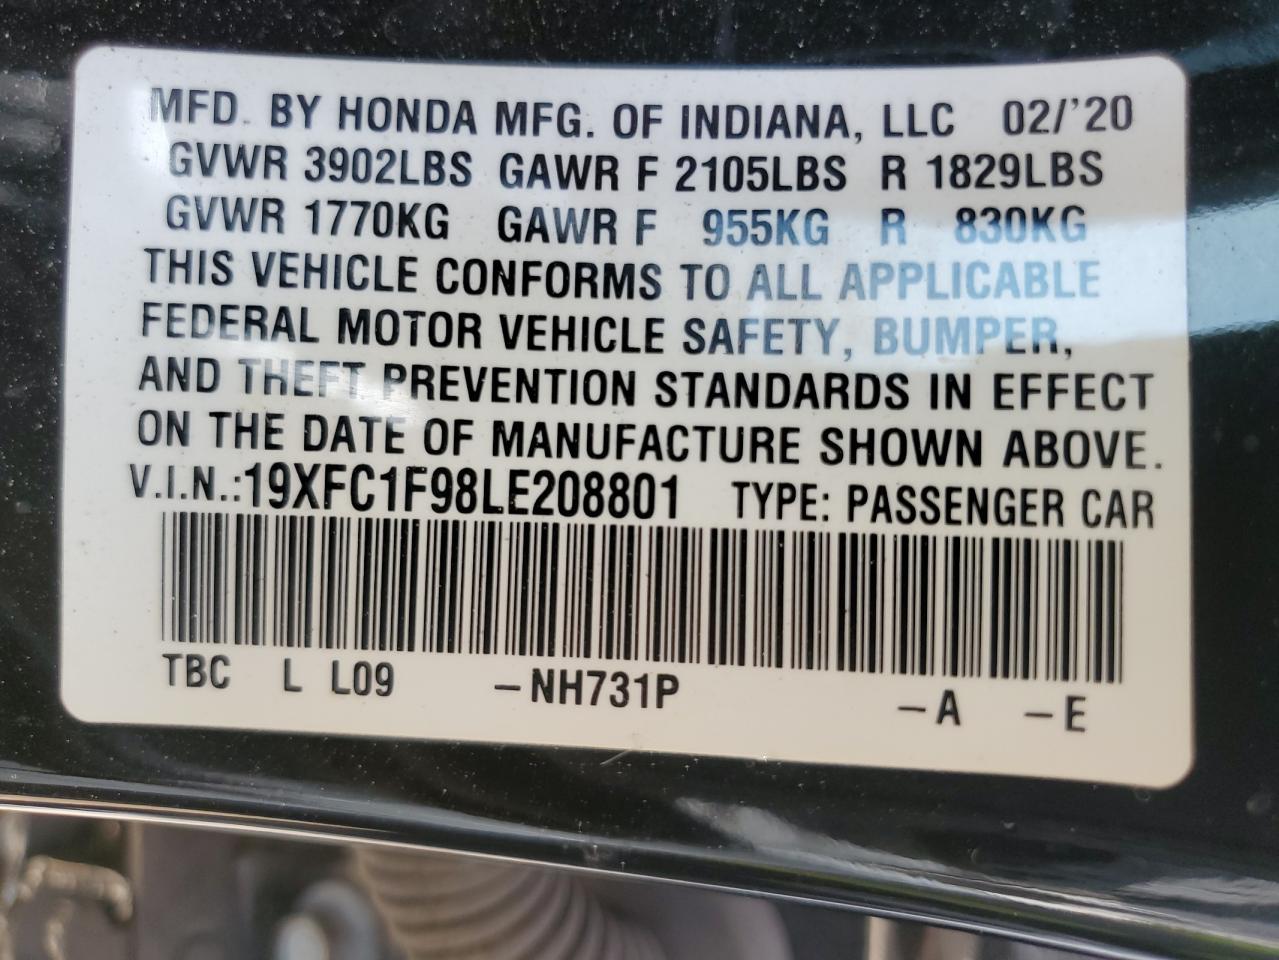 MFD. BY HONDA MFG. OF INDIANA, LLC 02/'20
GVWR 3902LBS GAWR F 2105LBS R 1829LBS
GVWR 1770KG GAWR F 955KG R 830KG
THIS VEHICLE CONFORMS TO ALL APPLICABLE
FEDERAL MOTOR VEHICLE SAFETY, BUMPER,
AND THEFT PREVENTION STANDARDS IN EFFECT
ON THE DATE OF MANUFACTURE SHOWN ABOVE.
V.I.N.:19XFC1F98LE208801 TYPE: PASSENGER CAR
TBC L L09 –NH731P –A –E